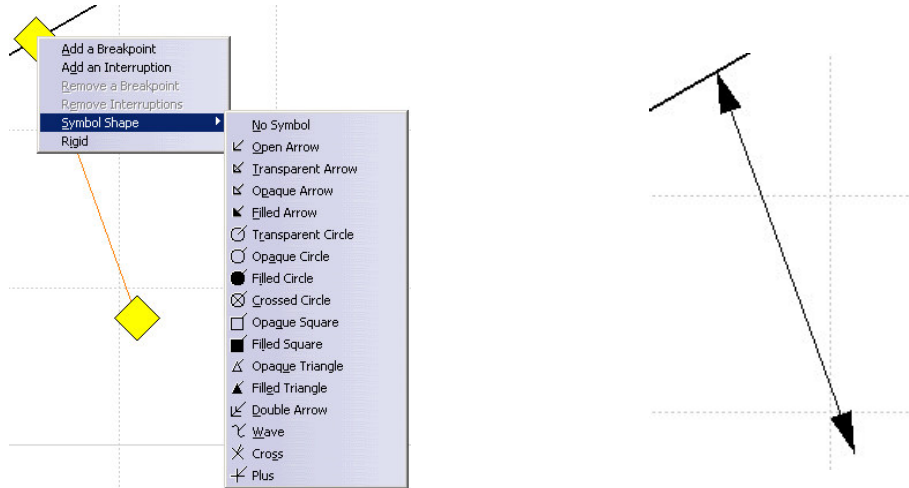 Add a Breakpoint
Add an Interruption
Remove a Breakpoint
Remove Interruptions
Symbol Shape
Rigid
No Symbol
Open Arrow
Transparent Arrow
Opaque Arrow
Filled Arrow
Transparent Circle
Opaque Circle
Filled Circle
Crossed Circle
Opaque Square
Filled Square
Opaque Triangle
Filled Triangle
Double Arrow
Wave
Cross
Plus